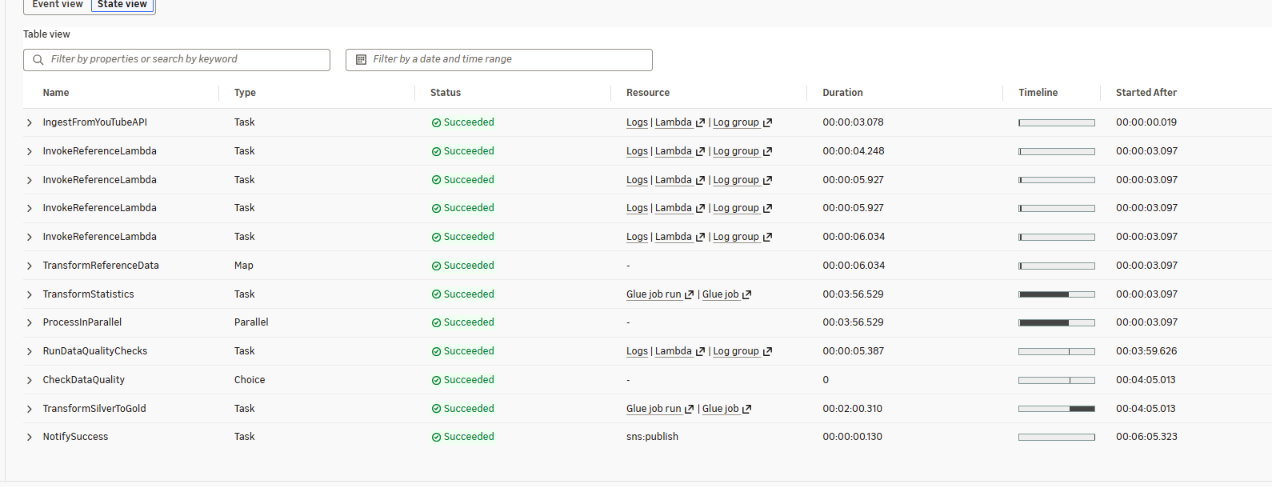 Event view State view
Table view
Filter by properties or search by keyword Filter by a date and time range
Name Type Status Resource Duration Timeline Started After
IngestFromYouTubeAPI Task Succeeded Logs | Lambda | Log group 00:00:03.078 00:00:00.019
InvokeReferenceLambda Task Succeeded Logs | Lambda | Log group 00:00:04.248 00:00:03.097
InvokeReferenceLambda Task Succeeded Logs | Lambda | Log group 00:00:05.927 00:00:03.097
InvokeReferenceLambda Task Succeeded Logs | Lambda | Log group 00:00:05.927 00:00:03.097
InvokeReferenceLambda Task Succeeded Logs | Lambda | Log group 00:00:06.034 00:00:03.097
TransformReferenceData Map Succeeded - 00:00:06.034 00:00:03.097
TransformStatistics Task Succeeded Glue job run | Glue job 00:03:56.529 00:00:03.097
ProcessInParallel Parallel Succeeded - 00:03:56.529 00:00:03.097
RunDataQualityChecks Task Succeeded Logs | Lambda | Log group 00:00:05.387 00:03:59.626
CheckDataQuality Choice Succeeded - 0 00:04:05.013
TransformSilverToGold Task Succeeded Glue job run | Glue job 00:02:00.310 00:04:05.013
NotifySuccess Task Succeeded sns:publish 00:00:00.130 00:06:05.323